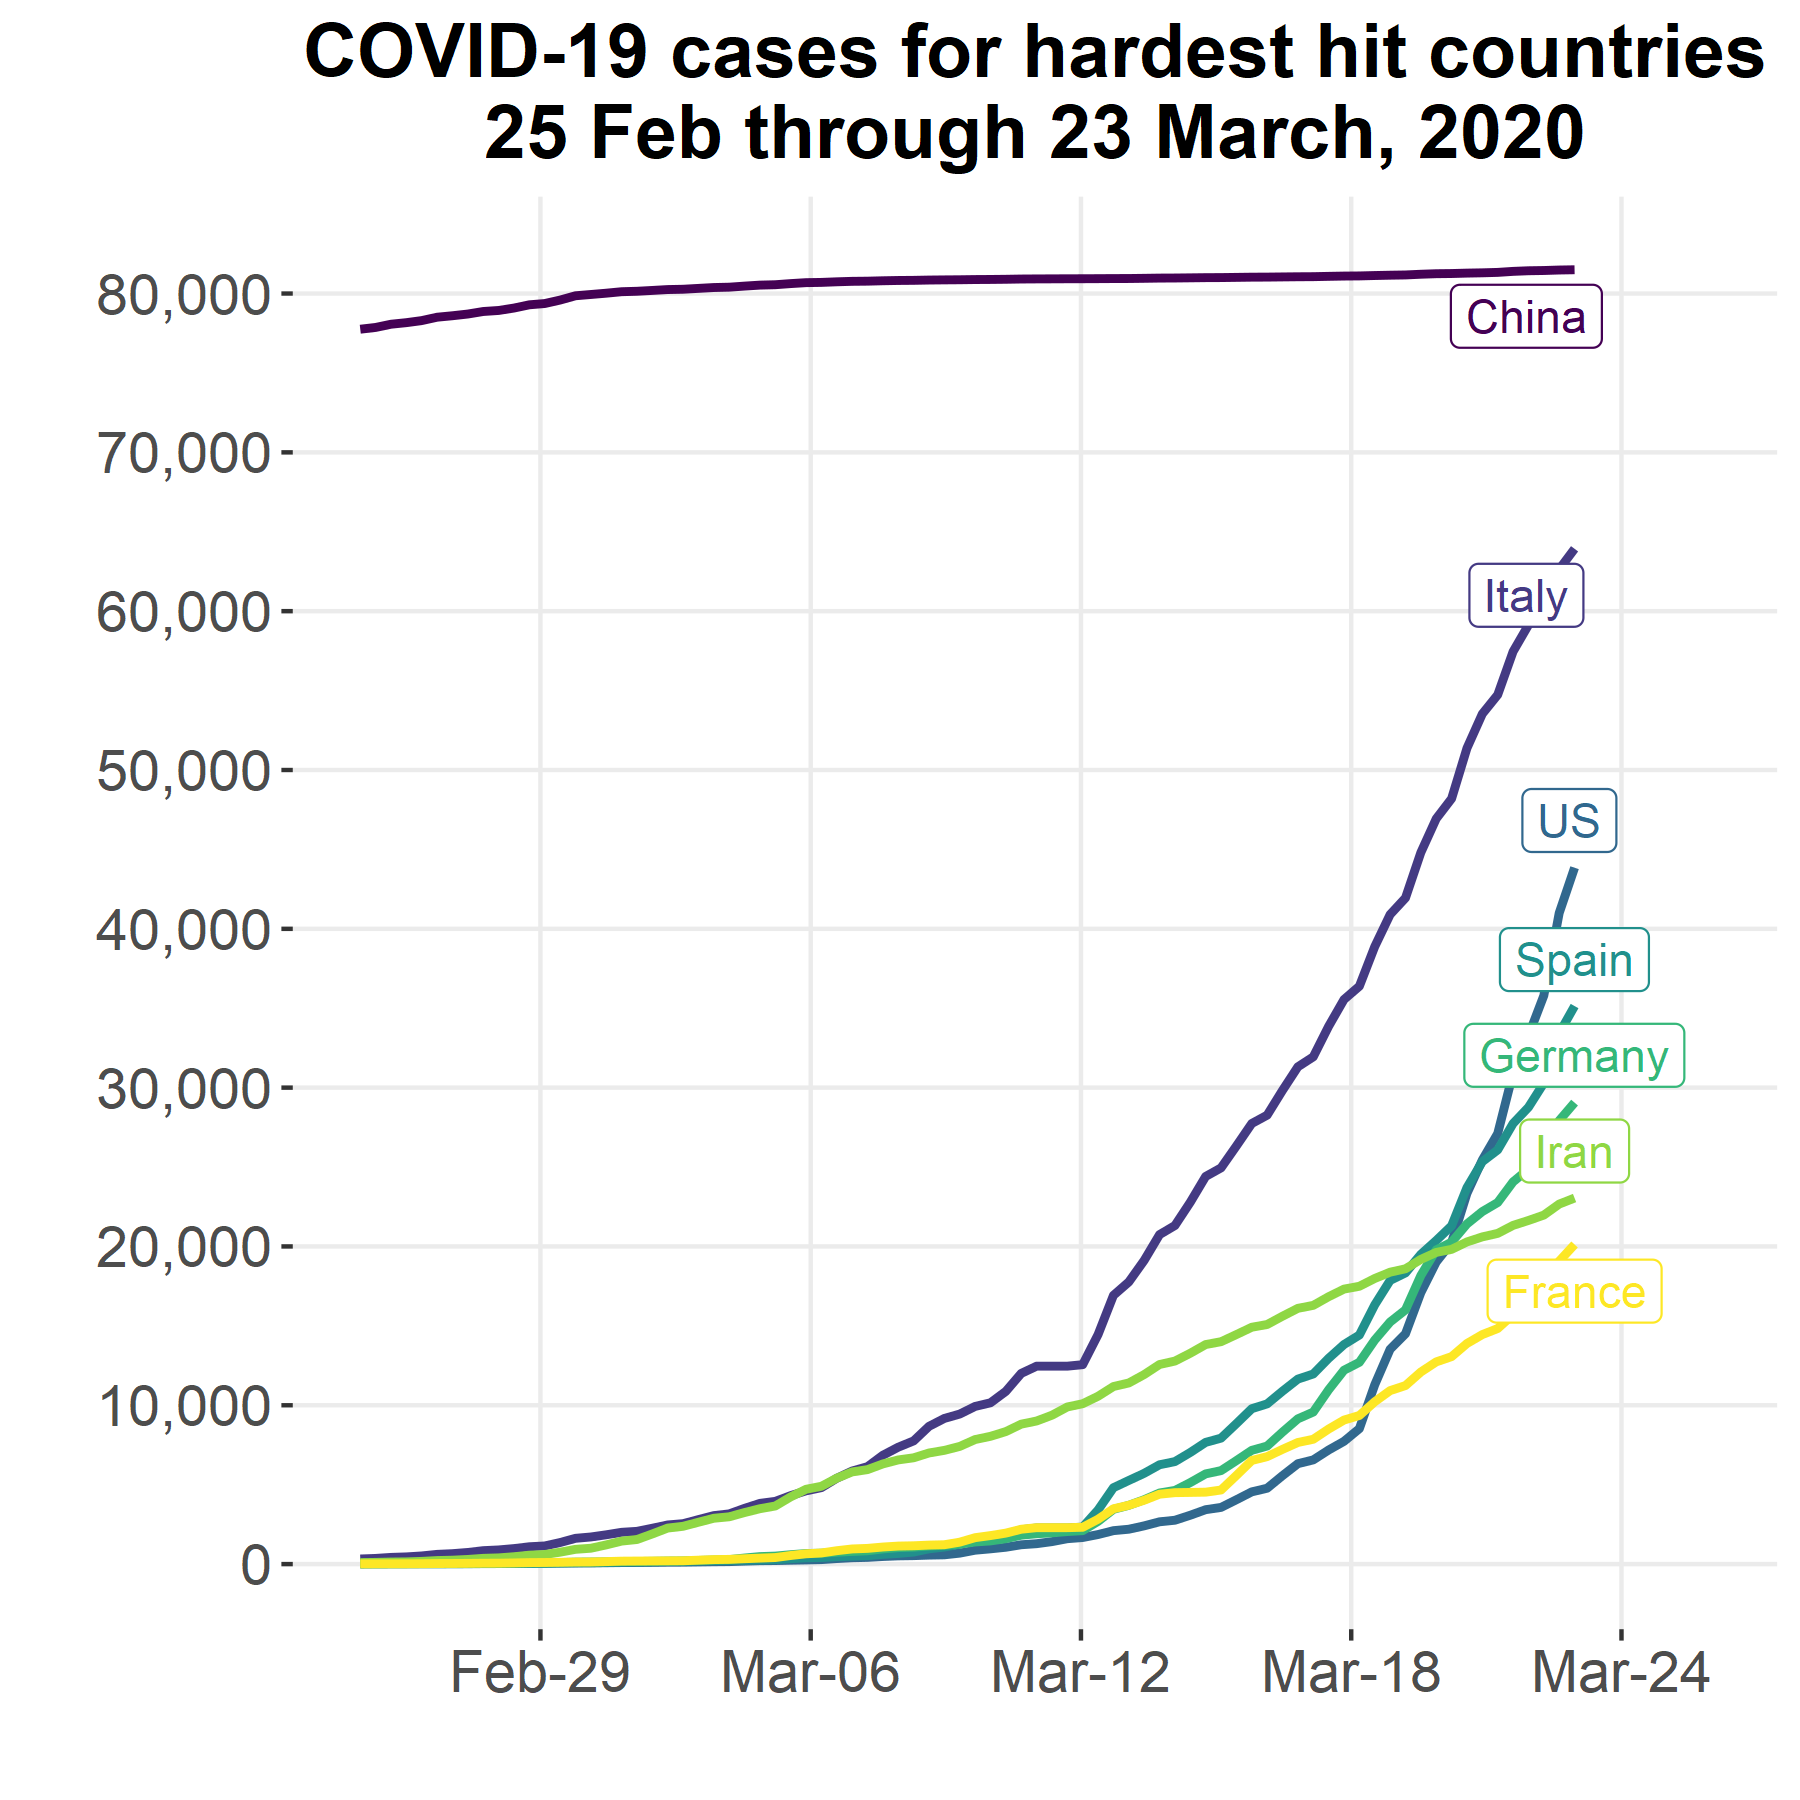 COVID-19 cases for hardest hit countries
25 Feb through 23 March, 2020
80,000
China
70,000
Italy
60,000
50,000
US
40,000
Spain
Germany
30,000
Iran
20,000
France
10,000
0
Feb-29 Mar-06 Mar-12 Mar-18 Mar-24